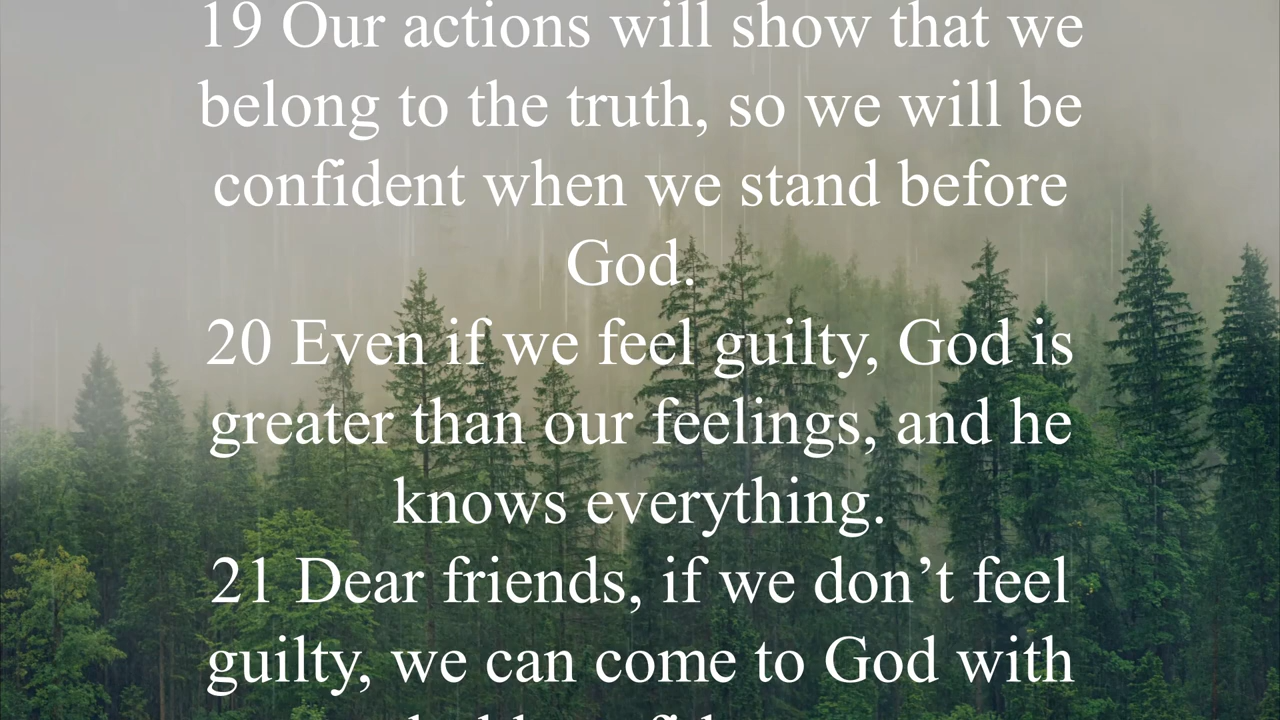 19 Our actions will show that we
belong to the truth, so we will be
confident when we stand before
God.
20 Even if we feel guilty, God is
greater than our feelings, and he
knows everything.
21 Dear friends, if we don’t feel
guilty, we can come to God with